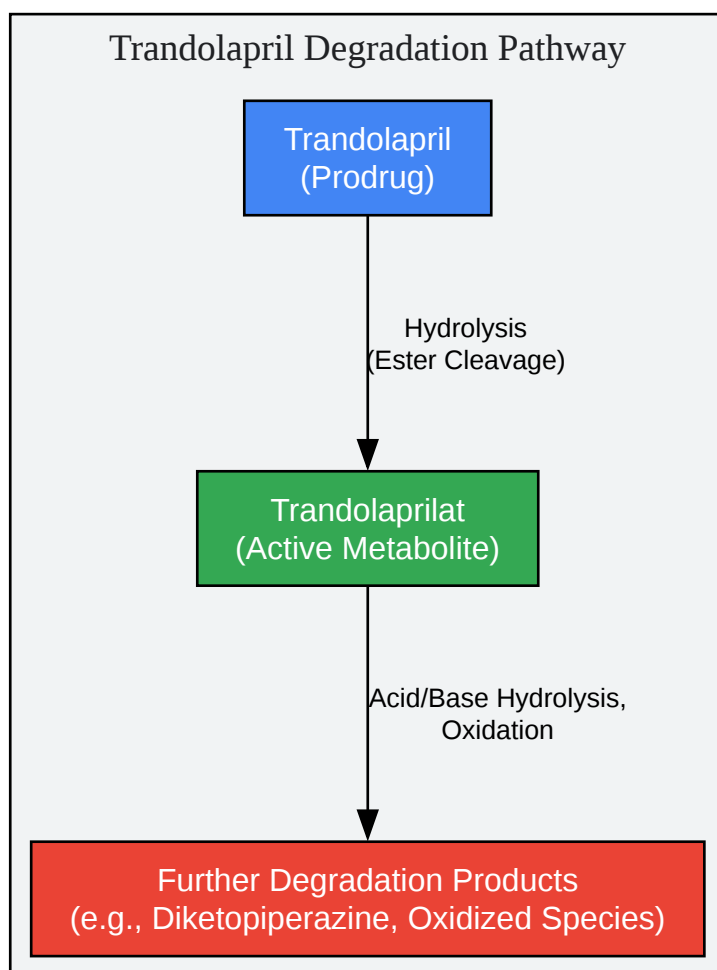 Trandolapril Degradation Pathway
Trandolapril
(Prodrug)
Hydrolysis
(Ester Cleavage)
Trandolaprilat
(Active Metabolite)
Acid/Base Hydrolysis,
Oxidation
Further Degradation Products
(e.g., Diketopiperazine, Oxidized Species)